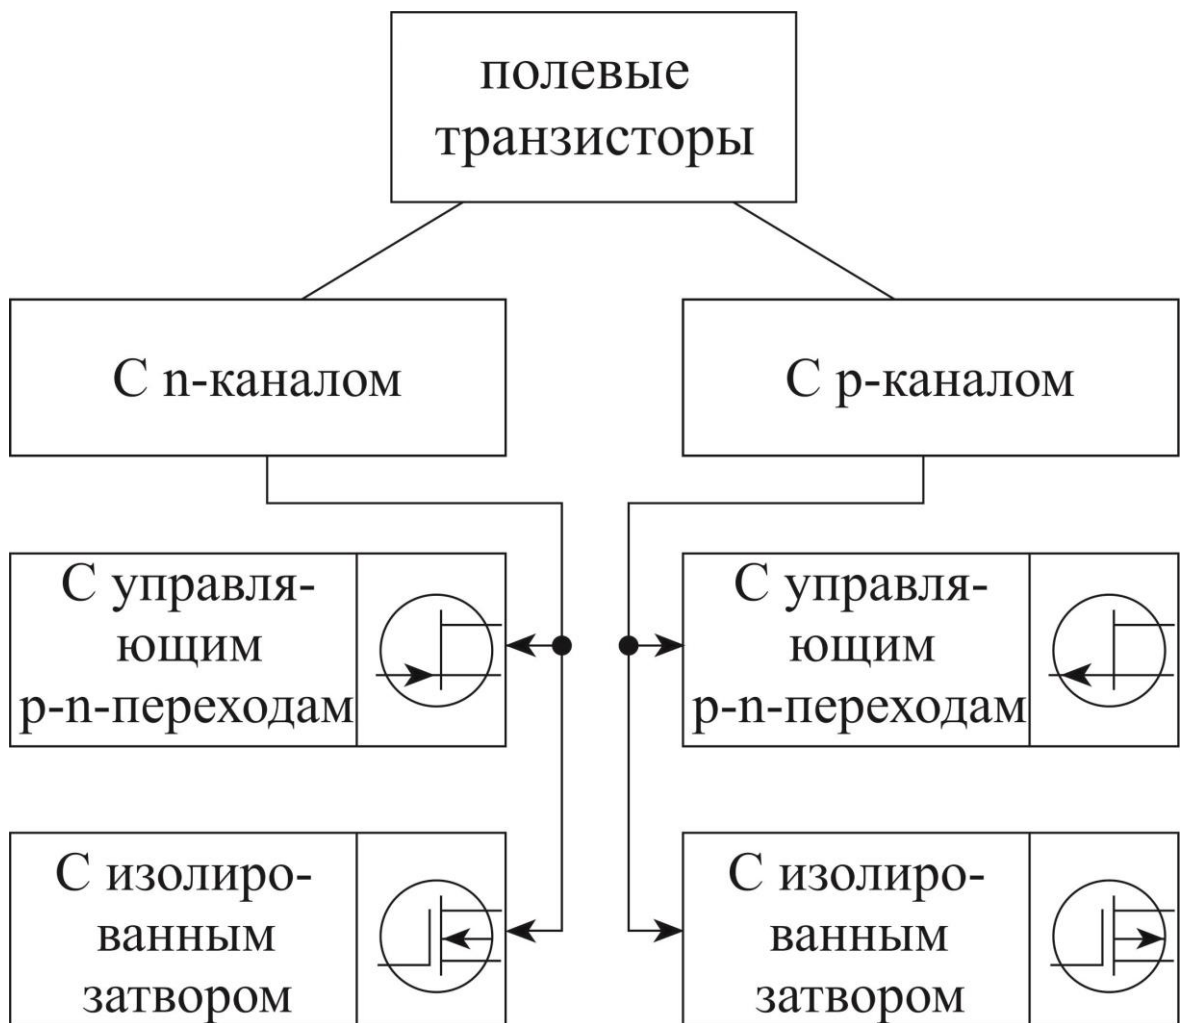 полевые
транзисторы
С n-каналом
С p-каналом
С управля-
ющим
p-n-переходам
С управля-
ющим
p-n-переходам
С изолиро-
ванным
затвором
С изолиро-
ванным
затвором